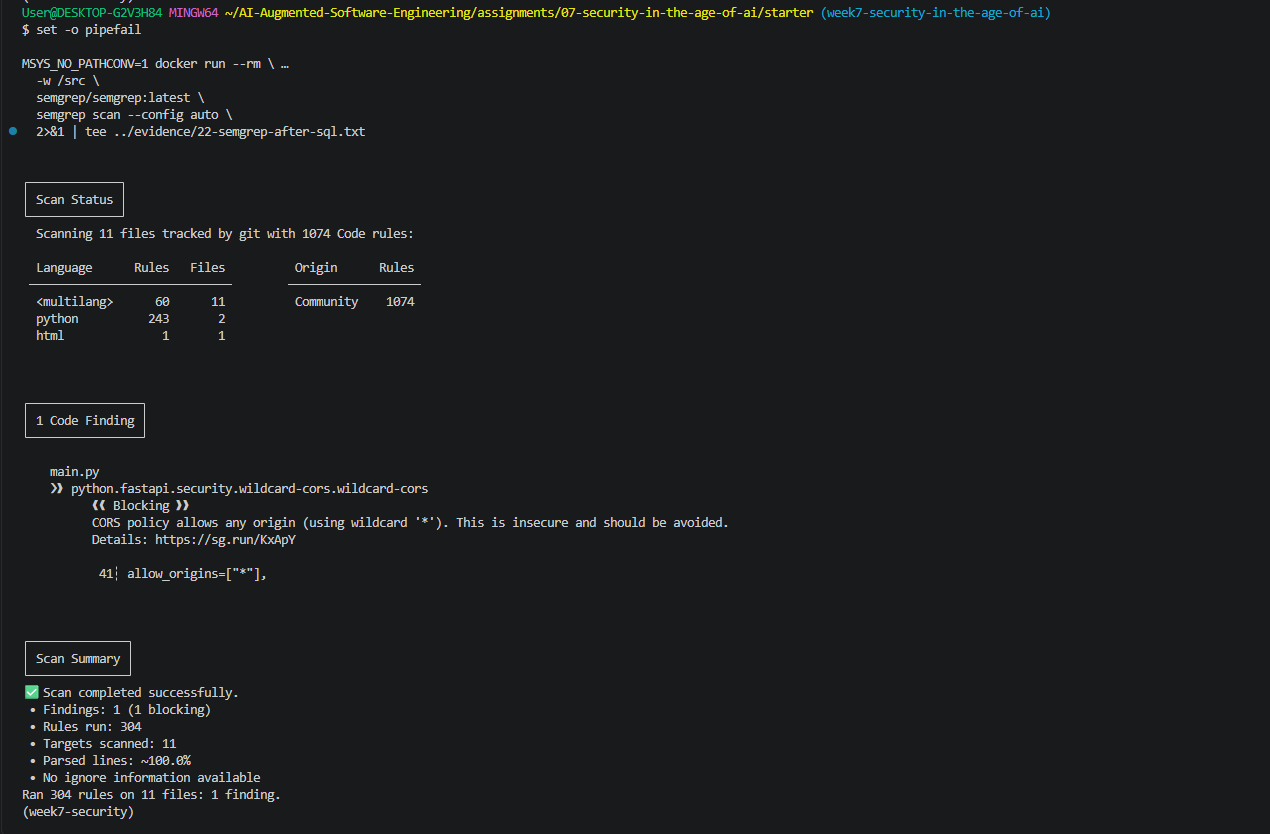 User@DESKTOP-G2V3H84 MINGW64 ~/AI-Augmented-Software-Engineering/assignments/07-security-in-the-age-of-ai/starter (week7-security-in-the-age-of-ai)
$ set -o pipefail
MSYS_NO_PATHCONV=1 docker run --rm \ …
-w /src \
semgrep/semgrep:latest \
semgrep scan --config auto \
2>&1 | tee ../evidence/22-semgrep-after-sql.txt
Scan Status
Scanning 11 files tracked by git with 1074 Code rules:
Language Rules Files Origin Rules
<multilang> 60 11 Community 1074
python 243 2
html 1 1
1 Code Finding
main.py
❯❯ python.fastapi.security.wildcard-cors.wildcard-cors
❰❰ Blocking ❱❱
CORS policy allows any origin (using wildcard '*'). This is insecure and should be avoided.
Details: https://sg.run/KxApY
41┆ allow_origins=["*"],
Scan Summary
✅ Scan completed successfully.
• Findings: 1 (1 blocking)
• Rules run: 304
• Targets scanned: 11
• Parsed lines: ~100.0%
• No ignore information available
Ran 304 rules on 11 files: 1 finding.
(week7-security)